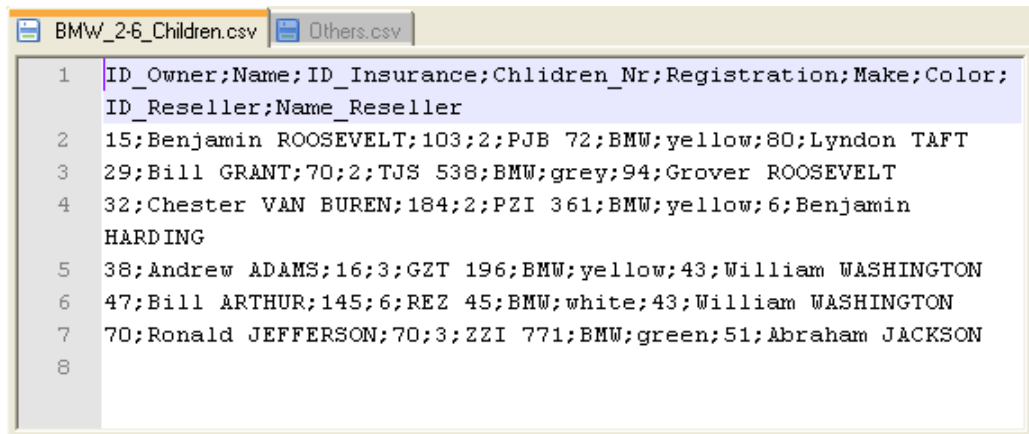 BMW_2-6_Children.csv Others.csv
1 ID_Owner;Name;ID_Insurance;Chlidren_Nr;Registration;Make;Color;
ID_Reseller;Name_Reseller
2 15;Benjamin ROOSEVELT;103;2;PJB 72;BMW;yellow;80;Lyndon TAFT
3 29;Bill GRANT;70;2;TJS 538;BMW;grey;94;Grover ROOSEVELT
4 32;Chester VAN BUREN;184;2;PZI 361;BMW;yellow;6;Benjamin
HARDING
5 38;Andrew ADAMS;16;3;GZT 196;BMW;yellow;43;William WASHINGTON
6 47;Bill ARTHUR;145;6;REZ 45;BMW;white;43;William WASHINGTON
7 70;Ronald JEFFERSON;70;3;ZZI 771;BMW;green;51;Abraham JACKSON
8